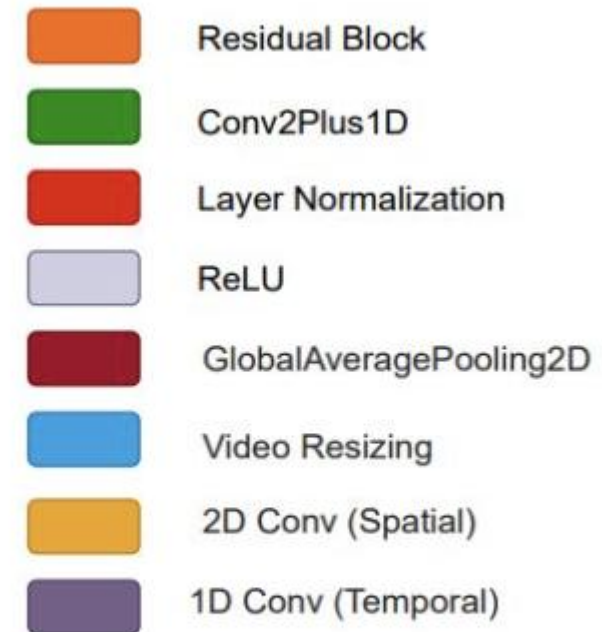 Residual Block
Conv2Plus1D
Layer Normalization
ReLU
GlobalAveragePooling2D
Video Resizing
2D Conv (Spatial)
1D Conv (Temporal)